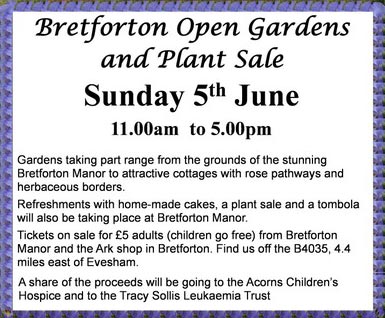 Bretforton Open Gardens
and Plant Sale
Sunday 5th June
11.00am to 5.00pm
Gardens taking part range from the grounds of the stunning
Bretforton Manor to attractive cottages with rose pathways and
herbaceous borders.
Refreshments with home-made cakes, a plant sale and a tombola
will also be taking place at Bretforton Manor.
Tickets on sale for £5 adults (children go free) from Bretforton
Manor and the Ark shop in Bretforton. Find us off the B4035, 4.4
miles east of Evesham.
A share of the proceeds will be going to the Acorns Children's
Hospice and to the Tracy Sollis Leukaemia Trust